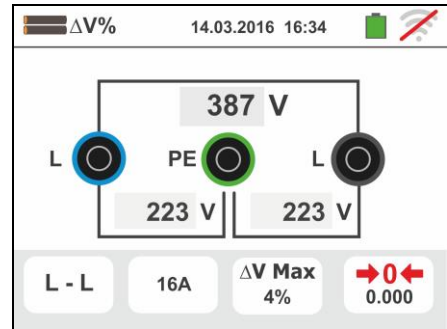 ΔV% 14.03.2016 16:34
387 V
L PE L
223 V 223 V
L - L 16A ΔV Max 4% 0 0.000